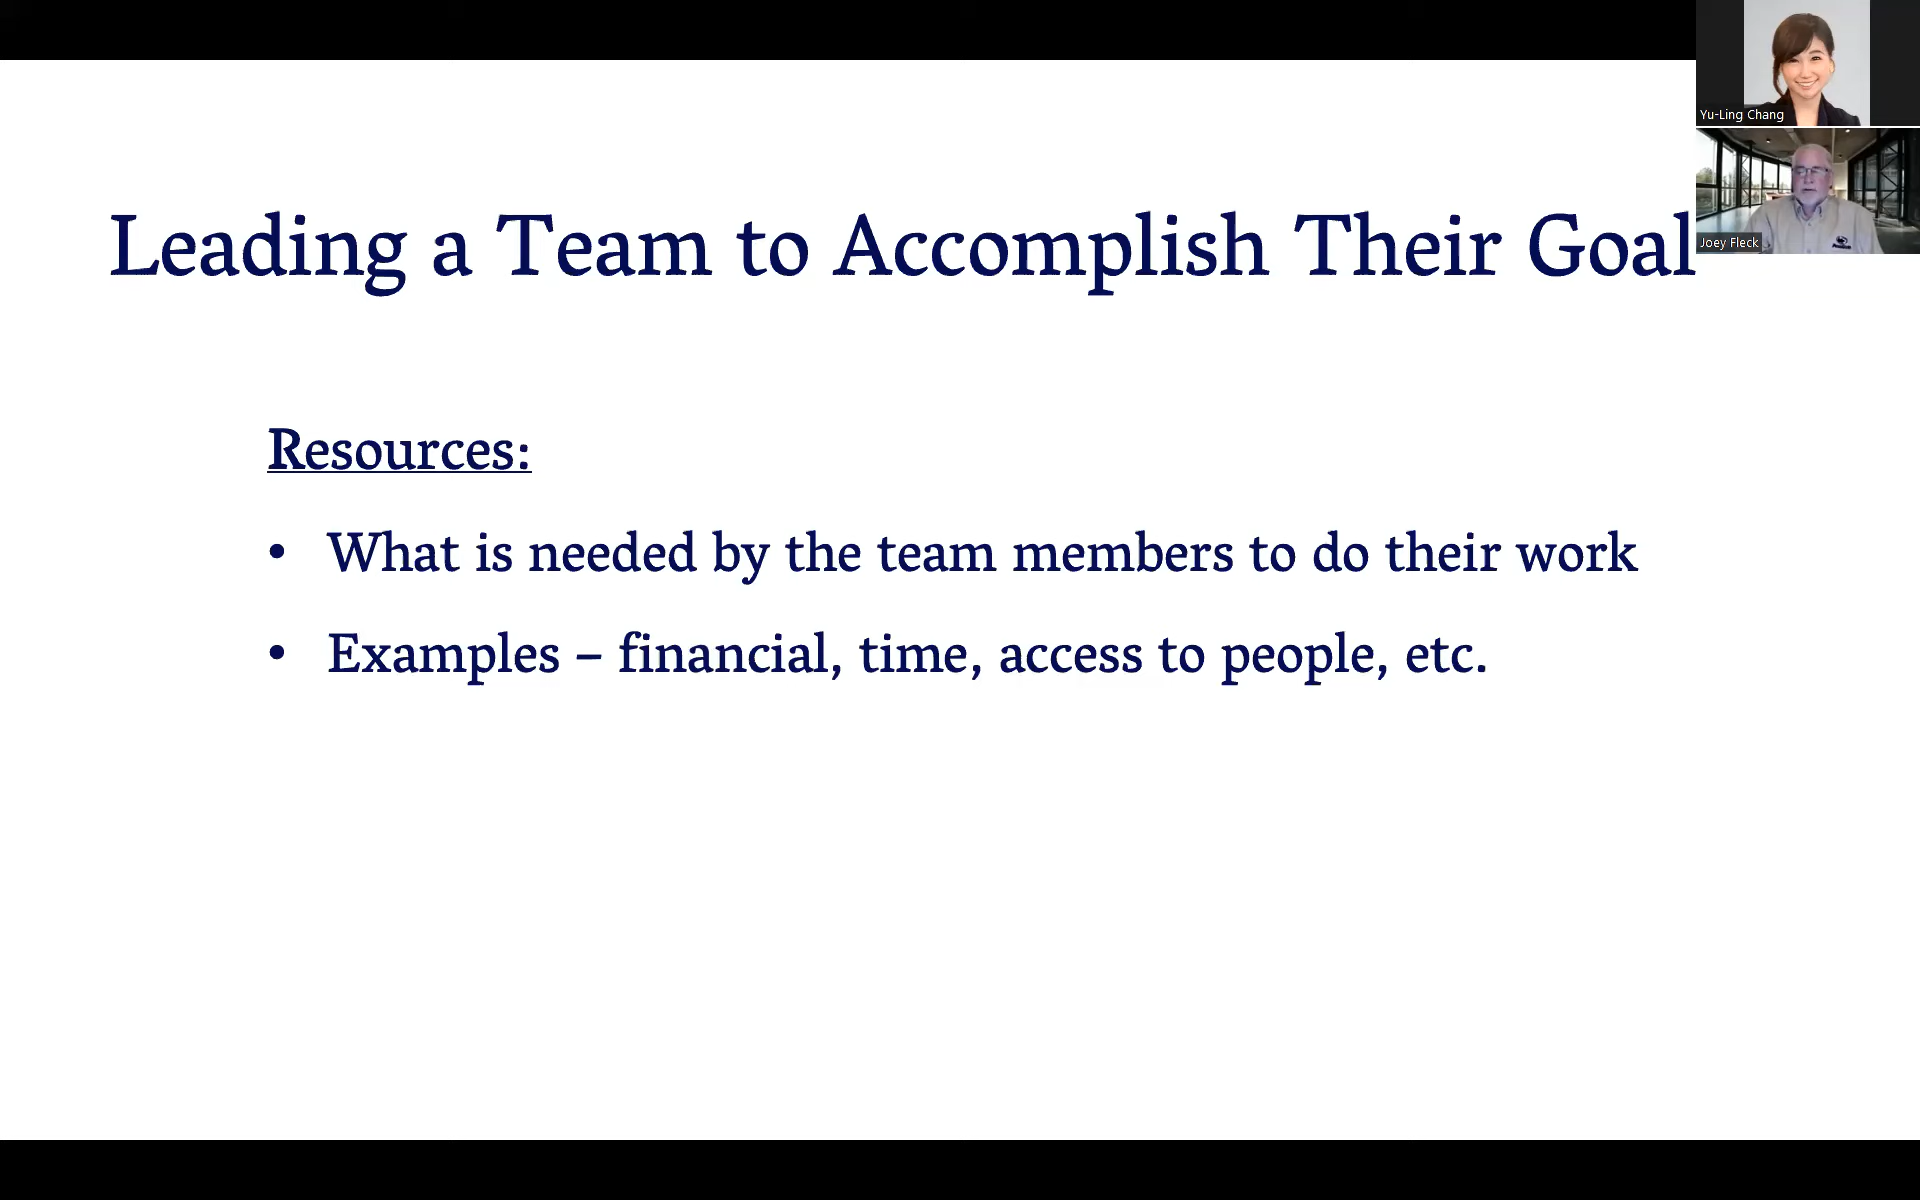 Yu-Ling Chang
Joey Fleck
Leading a Team to Accomplish Their Goal
Resources:
• What is needed by the team members to do their work
• Examples – financial, time, access to people, etc.